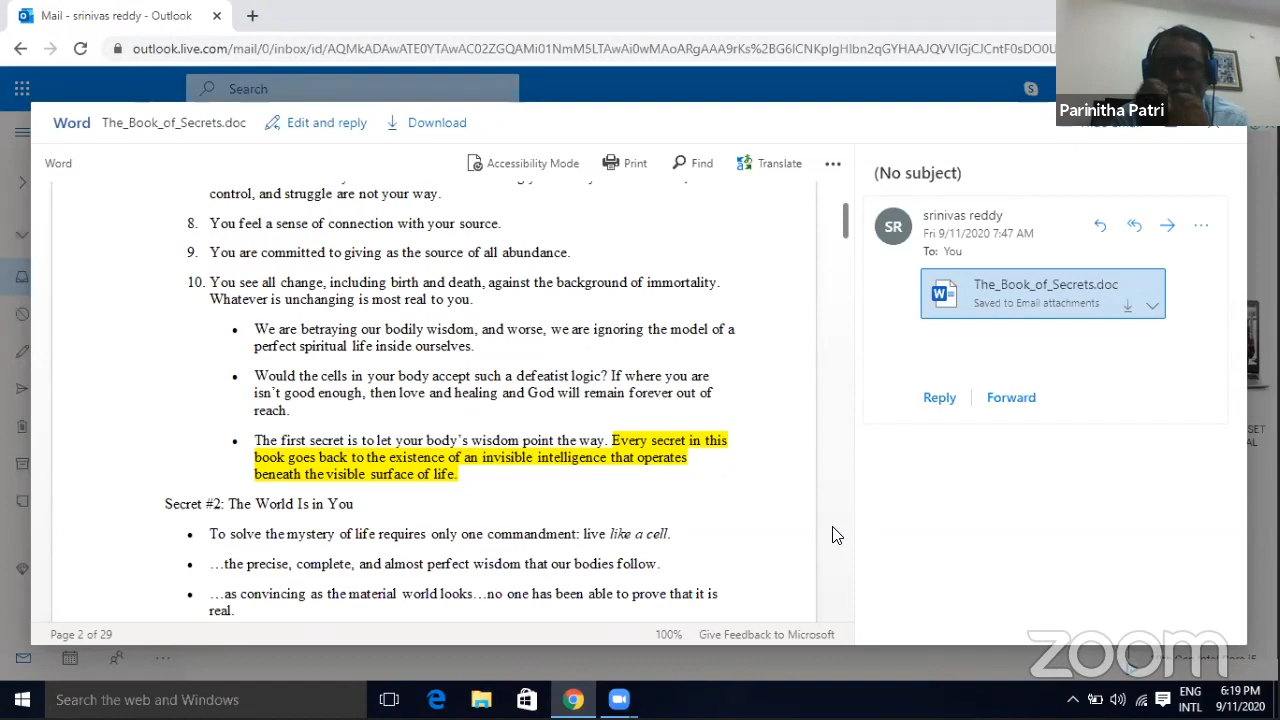 Mail - srinivas reddy - Outlook
outlook.live.com/mail/0/inbox/id/
Parinitha Patri
Search
Word The_Book_of_Secrets.doc Edit and reply Download
Word Accessibility Mode Print Find Translate
control, and struggle are not your way.
8. You feel a sense of connection with your source.
9. You are committed to giving as the source of all abundance.
10. You see all change, including birth and death, against the background of immortality.
Whatever is unchanging is most real to you.
• We are betraying our bodily wisdom, and worse, we are ignoring the model of a
perfect spiritual life inside ourselves.
• Would the cells in your body accept such a defeatist logic? If where you are
isn't good enough, then love and healing and God will remain forever out of
reach.
• The first secret is to let your body's wisdom point the way. Every secret in this
book goes back to the existence of an invisible intelligence that operates
beneath the visible surface of life.
Secret #2: The World Is in You
• To solve the mystery of life requires only one commandment: live like a cell.
• …the precise, complete, and almost perfect wisdom that our bodies follow.
• …as convincing as the material world looks…no one has been able to prove that it is
real.
Page 2 of 29 100% Give Feedback to Microsoft
(No subject)
SR
srinivas reddy
Fri 9/11/2020 7:47 AM
To: You
The_Book_of_Secrets.doc
Saved to Email attachments
Reply Forward
zoom
Search the web and Windows
ENG
INTL
6:19 PM
9/11/2020